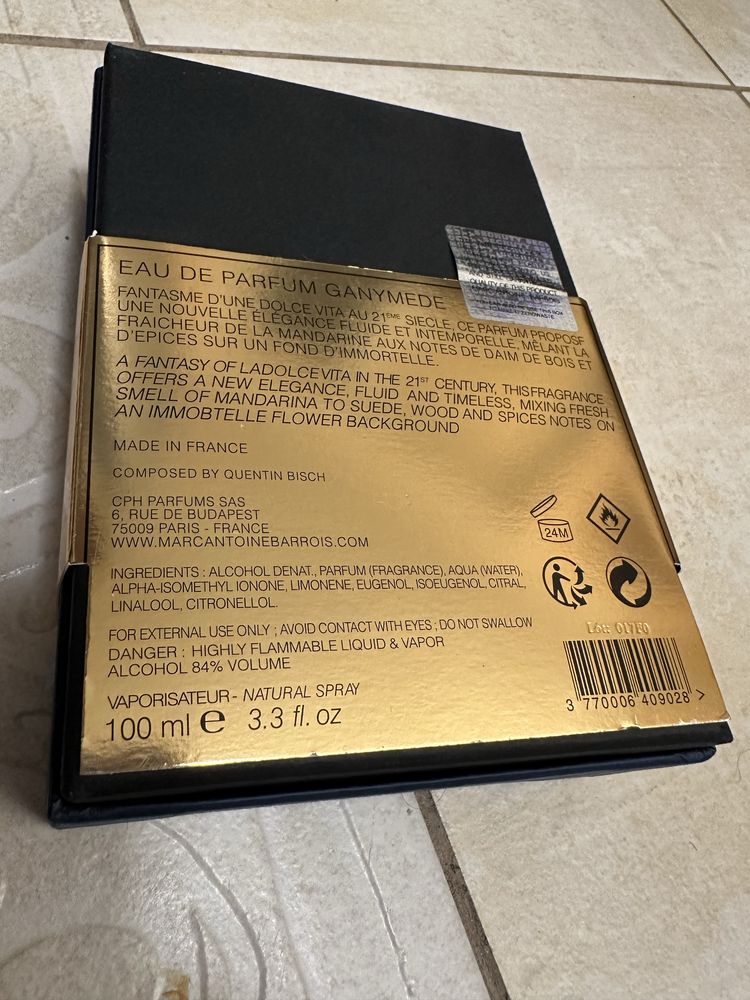 EAU DE PARFUM GANYMEDE
FANTASME D'UNE DOLCE VITA AU 21EME SIECLE, CE PARFUM PROPOSE
UNE NOUVELLE ÉLÉGANCE FLUIDE ET INTEMPORELLE, MÊLANT LA
FRAICHEUR DE LA MANDARINE AUX NOTES DE DAIM DE BOIS ET
D'EPICES SUR UN FOND D'IMMORTELLE.
A FANTASY OF LADOLCEVITA IN THE 21ST CENTURY, THIS FRAGRANCE
OFFERS A NEW ELEGANCE, FLUID AND TIMELESS, MIXING FRESH
SMELL OF MANDARINA TO SUEDE, WOOD AND SPICES NOTES ON
AN IMMOBTELLE FLOWER BACKGROUND
MADE IN FRANCE
COMPOSED BY QUENTIN BISCH
CPH PARFUMS SAS
6, RUE DE BUDAPEST
75009 PARIS - FRANCE
WWW.MARCANTOINEBARROIS.COM
24M
INGREDIENTS : ALCOHOL DENAT., PARFUM (FRAGRANCE), AQUA (WATER),
ALPHA-ISOMETHYL IONONE, LIMONENE, EUGENOL, ISOEUGENOL, CITRAL,
LINALOOL, CITRONELLOL.
FOR EXTERNAL USE ONLY ; AVOID CONTACT WITH EYES ; DO NOT SWALLOW
DANGER : HIGHLY FLAMMABLE LIQUID & VAPOR
ALCOHOL 84% VOLUME
VAPORISATEUR - NATURAL SPRAY
100 ml e 3.3 fl. oz
Lot: 017F0
3 770006 409028 >
QUALITY OF THIS PRODUCT